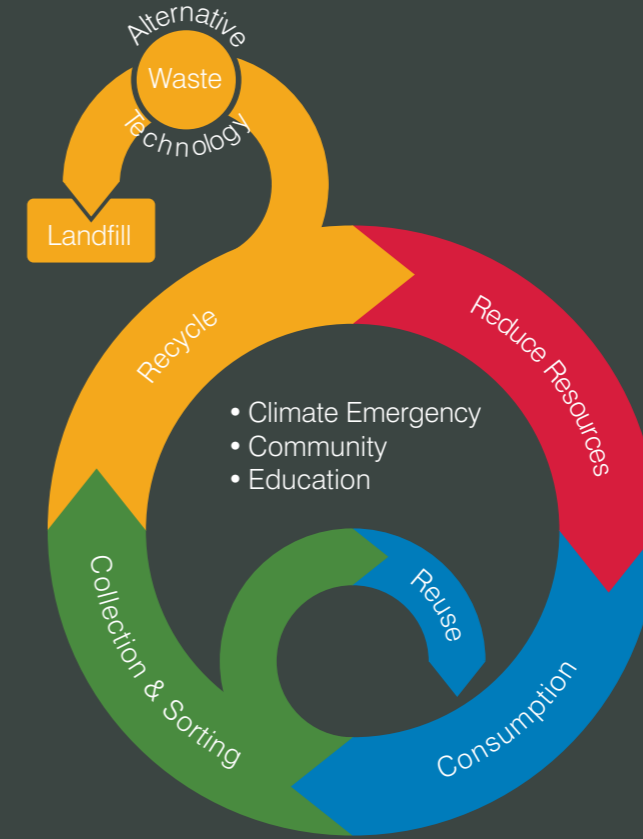 Alternative
Waste
Technology
Landfill
Recycle
Reduce Resources
• Climate Emergency
• Community
• Education
Reuse
Collection & Sorting
Consumption